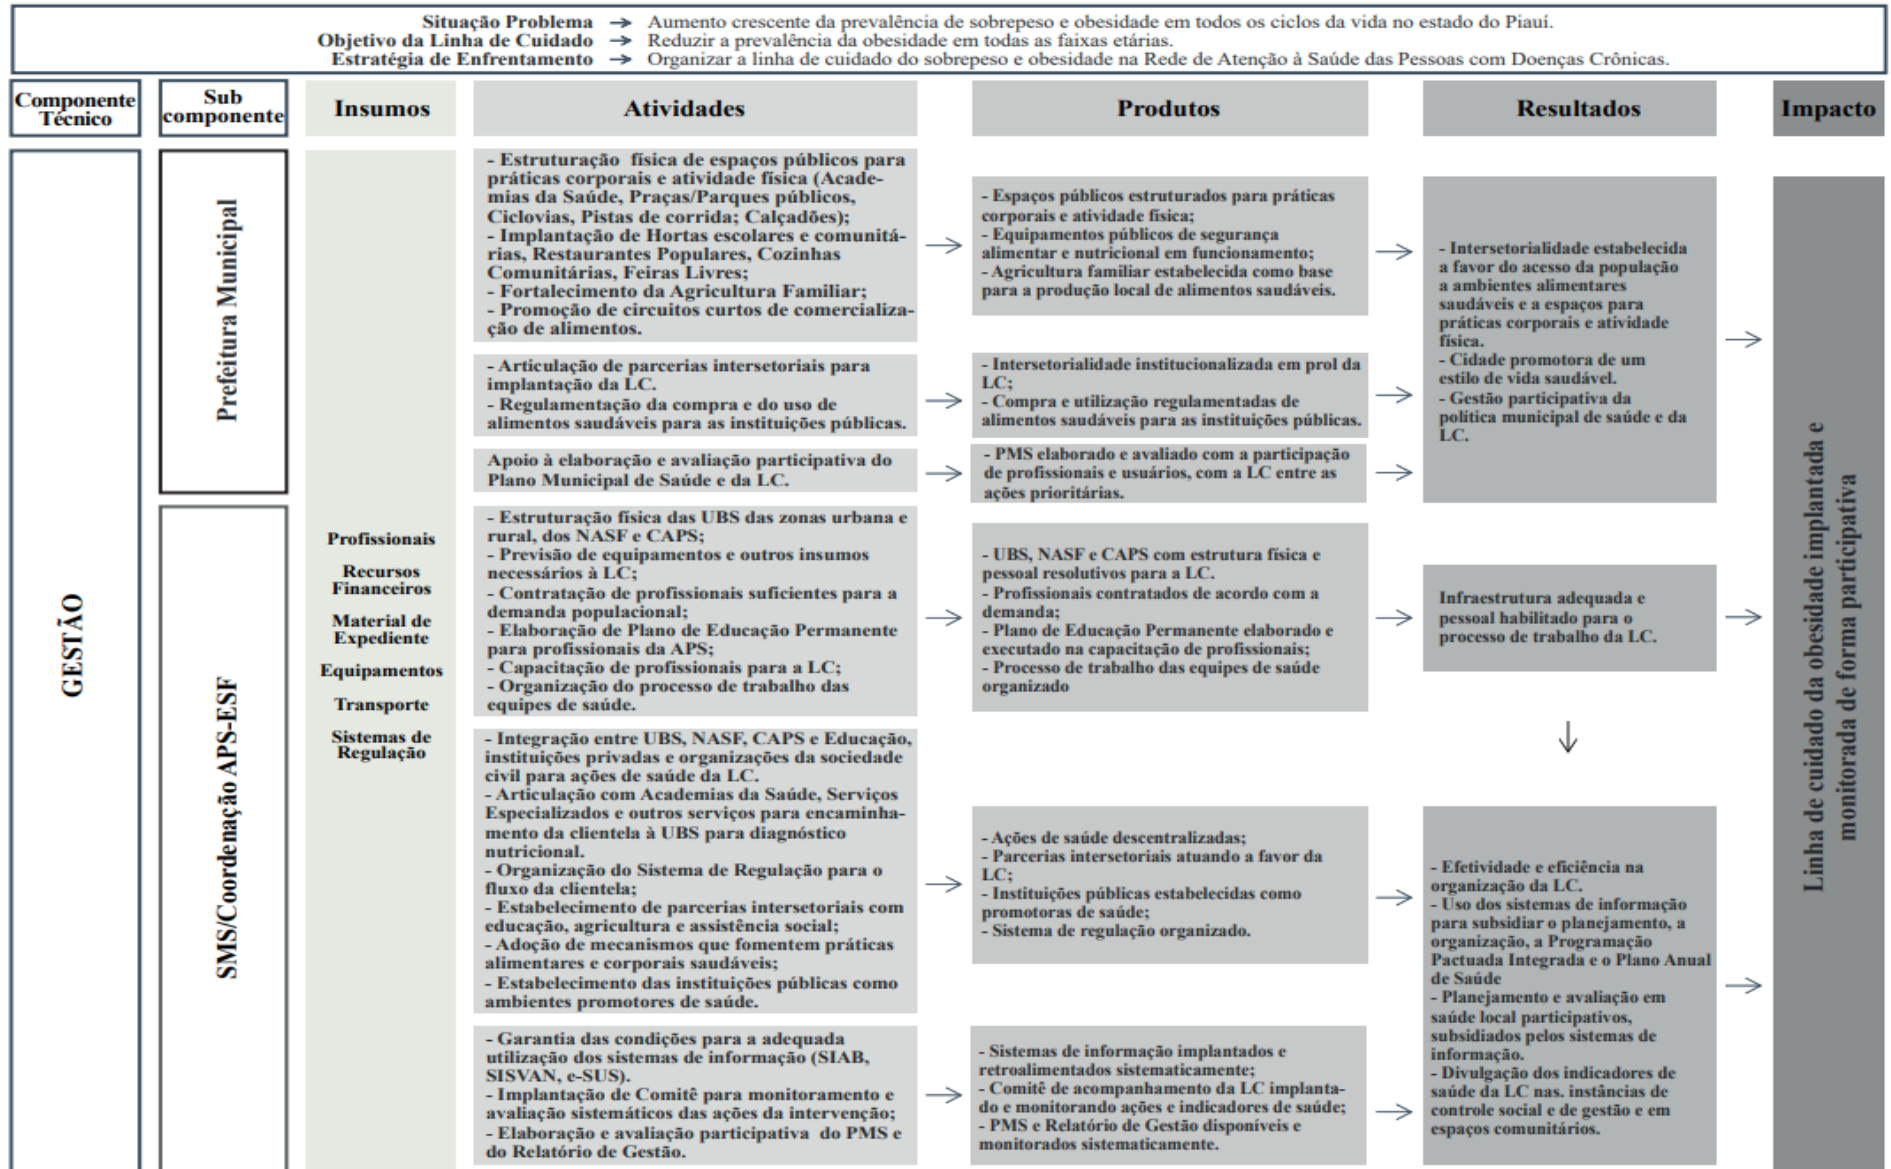 Situação Problema → Aumento crescente da prevalência de sobrepeso e obesidade em todos os ciclos da vida no estado do Piauí.
Objetivo da Linha de Cuidado → Reduzir a prevalência da obesidade em todas as faixas etárias.
Estratégia de Enfrentamento → Organizar a linha de cuidado do sobrepeso e obesidade na Rede de Atenção à Saúde das Pessoas com Doenças Crônicas.
Componente
Técnico
Sub
componente
Insumos
Atividades
Produtos
Resultados
Impacto
GESTÃO
Prefeitura Municipal
- Estruturação física de espaços públicos para
práticas corporais e atividade física (Acade-
mias da Saúde, Praças/Parques públicos,
Ciclovias, Pistas de corrida; Calçadões);
- Implantação de Hortas escolares e comunitá-
rias, Restaurantes Populares, Cozinhas
Comunitárias, Feiras Livres;
- Fortalecimento da Agricultura Familiar;
- Promoção de circuitos curtos de comercializa-
ção de alimentos.
- Espaços públicos estruturados para práticas
corporais e atividade física;
- Equipamentos públicos de segurança
alimentar e nutricional em funcionamento;
- Agricultura familiar estabelecida como base
para a produção local de alimentos saudáveis.
- Articulação de parcerias intersetoriais para
implantação da LC.
- Regulamentação da compra e do uso de
alimentos saudáveis para as instituições públicas.
- Intersetorialidade institucionalizada em prol da
LC;
- Compra e utilização regulamentadas de
alimentos saudáveis para as instituições públicas.
Apoio à elaboração e avaliação participativa do
Plano Municipal de Saúde e da LC.
- PMS elaborado e avaliado com a participação
de profissionais e usuários, com a LC entre as
ações prioritárias.
- Intersetorialidade estabelecida
a favor do acesso da população
a ambientes alimentares
saudáveis e a espaços para
práticas corporais e atividade
física.
- Cidade promotora de um
estilo de vida saudável.
- Gestão participativa da
política municipal de saúde e da
LC.
SMS/Coordenação APS-ESF
Profissionais
Recursos
Financeiros
Material de
Expediente
Equipamentos
Transporte
Sistemas de
Regulação
- Estruturação física das UBS das zonas urbana e
rural, dos NASF e CAPS;
- Previsão de equipamentos e outros insumos
necessários à LC;
- Contratação de profissionais suficientes para a
demanda populacional;
- Elaboração de Plano de Educação Permanente
para profissionais da APS;
- Capacitação de profissionais para a LC;
- Organização do processo de trabalho das
equipes de saúde.
- UBS, NASF e CAPS com estrutura física e
pessoal resolutivos para a LC.
- Profissionais contratados de acordo com a
demanda;
- Plano de Educação Permanente elaborado e
executado na capacitação de profissionais;
- Processo de trabalho das equipes de saúde
organizado
Infraestrutura adequada e
pessoal habilitado para o
processo de trabalho da LC.
- Integração entre UBS, NASF, CAPS e Educação,
instituições privadas e organizações da sociedade
civil para ações de saúde da LC.
- Articulação com Academias da Saúde, Serviços
Especializados e outros serviços para encaminha-
mento da clientela à UBS para diagnóstico
nutricional.
- Organização do Sistema de Regulação para o
fluxo da clientela;
- Estabelecimento de parcerias intersetoriais com
educação, agricultura e assistência social;
- Adoção de mecanismos que fomentem práticas
alimentares e corporais saudáveis;
- Estabelecimento das instituições públicas como
ambientes promotores de saúde.
- Ações de saúde descentralizadas;
- Parcerias intersetoriais atuando a favor da
LC;
- Instituições públicas estabelecidas como
promotoras de saúde;
- Sistema de regulação organizado.
- Garantia das condições para a adequada
utilização dos sistemas de informação (SIAB,
SISVAN, e-SUS).
- Implantação de Comitê para monitoramento e
avaliação sistemáticos das ações da intervenção;
- Elaboração e avaliação participativa do PMS e
do Relatório de Gestão.
- Sistemas de informação implantados e
retroalimentados sistematicamente;
- Comitê de acompanhamento da LC implanta-
do e monitorando ações e indicadores de saúde;
- PMS e Relatório de Gestão disponíveis e
monitorados sistematicamente.
- Efetividade e eficiência na
organização da LC.
- Uso dos sistemas de informação
para subsidiar o planejamento, a
organização, a Programação
Pactuada Integrada e o Plano Anual
de Saúde
- Planejamento e avaliação em
saúde local participativos,
subsidiados pelos sistemas de
informação.
- Divulgação dos indicadores de
saúde da LC nas. instâncias de
controle social e de gestão e em
espaços comunitários.
Linha de cuidado da obesidade implantada e
monitorada de forma participativa